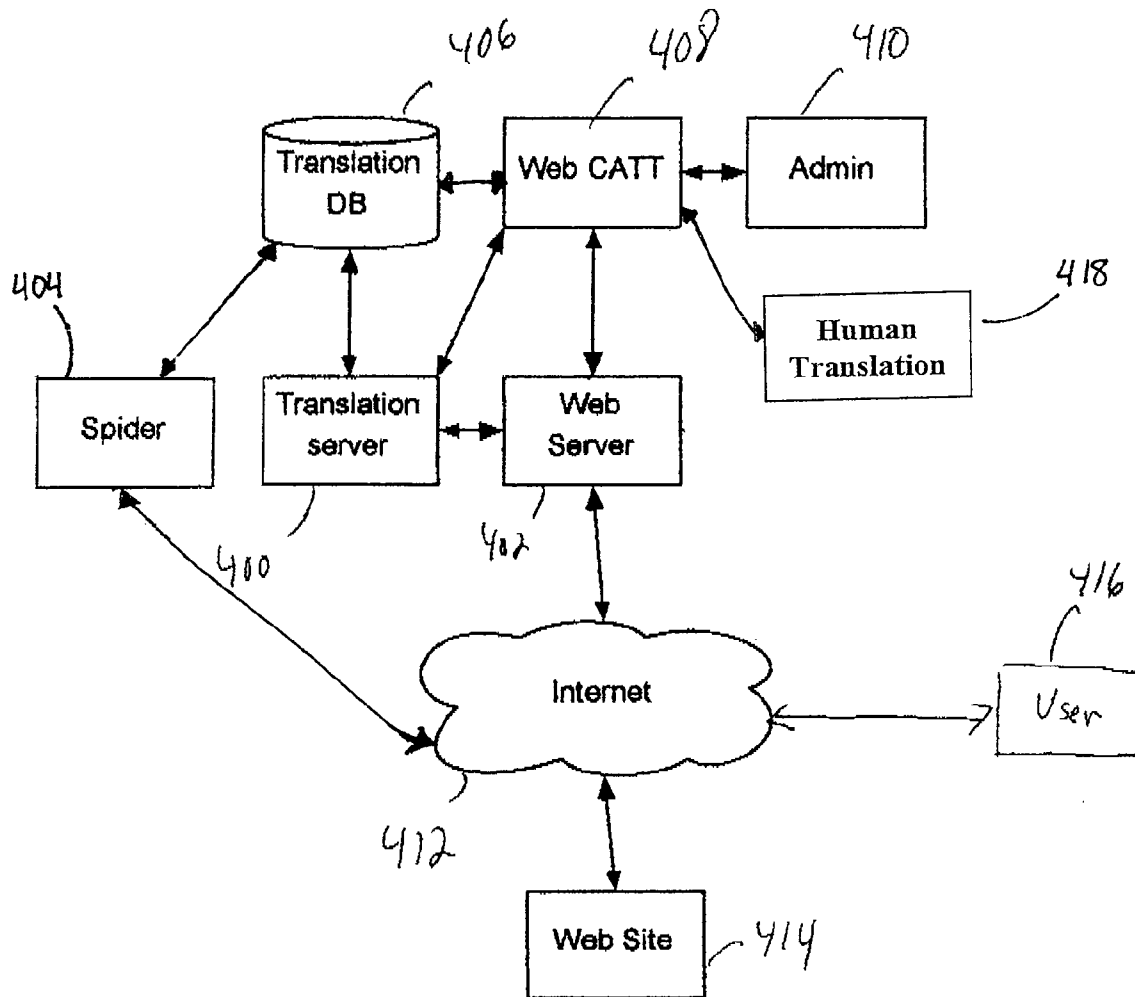 406
408
410
Translation
DB
Web CATT
Admin
404
418
Human
Translation
Spider
Translation
server
Web
Server
400
402
416
Internet
User
412
Web Site
414